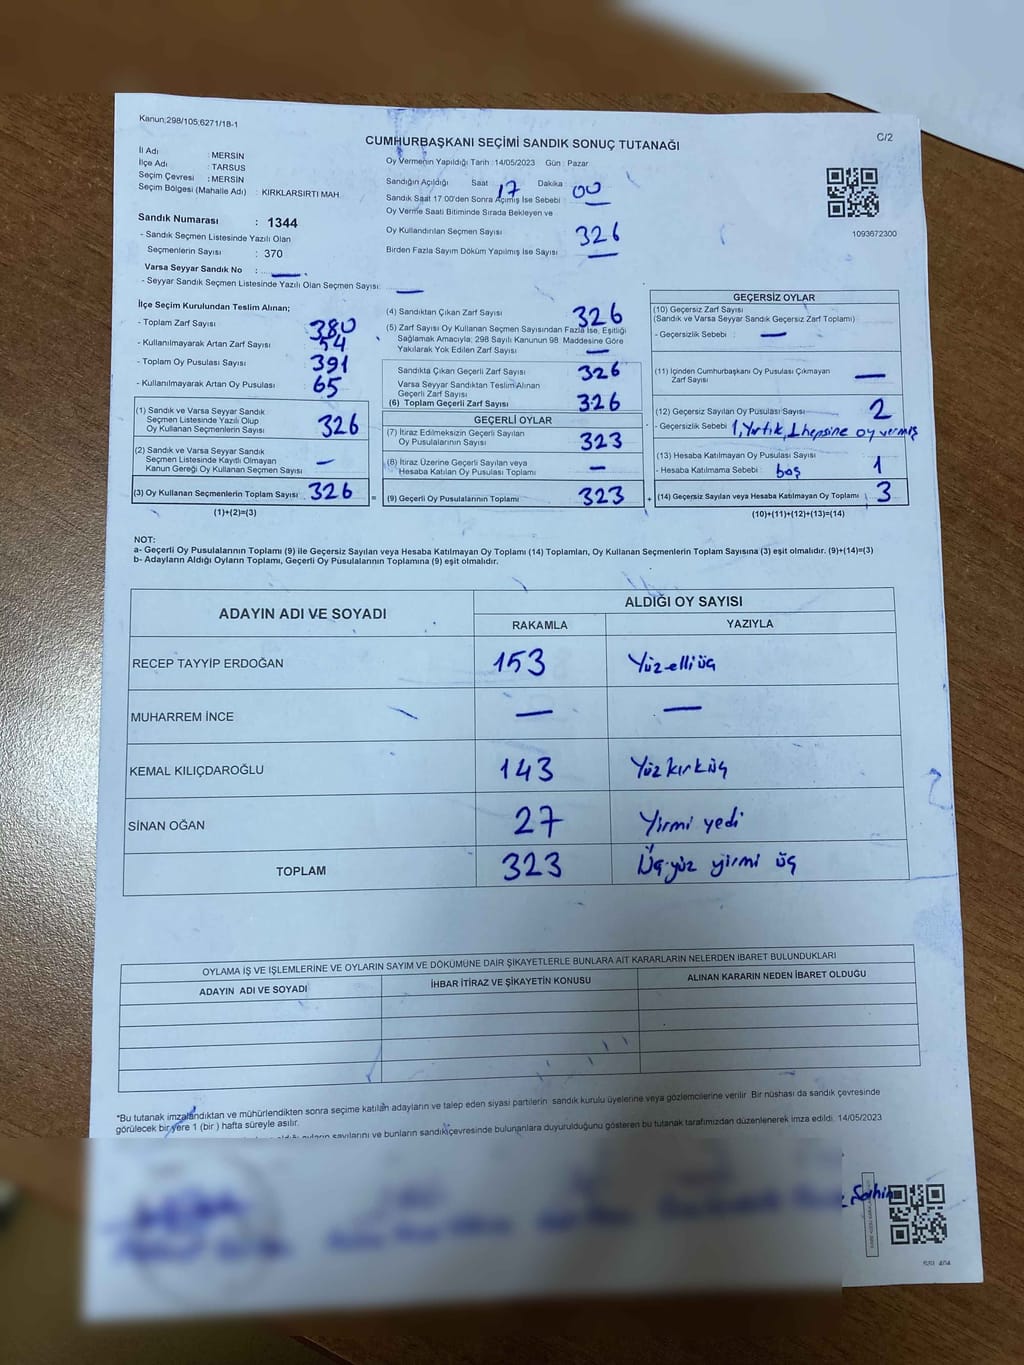 Kanun;298/105;6271/18-1
C/2
CUMHURBAŞKANI SEÇİMİ SANDIK SONUÇ TUTANAĞI
İl Adı : MERSİN
İlçe Adı : TARSUS
Seçim Çevresi : MERSİN
Seçim Bölgesi (Mahalle Adı) : KIRKLARSIRTI MAH.
Sandık Numarası : 1344
- Sandık Seçmen Listesinde Yazılı Olan
Seçmenlerin Sayısı : 370
Varsa Seyyar Sandık No :
- Seyyar Sandık Seçmen Listesinde Yazılı Olan Seçmen Sayısı: —
Oy Vermenin Yapıldığı Tarih :14/05/2023 Gün : Pazar
Sandığın Açıldığı Saat 17 Dakika 00
Sandık Saat 17:00'den Sonra Açılmış İse Sebebi : —
Oy Verme Saati Bitiminde Sırada Bekleyen ve
Oy Kullandırılan Seçmen Sayısı 326
Birden Fazla Sayım Döküm Yapılmış İse Sayısı : —
1093672300
İlçe Seçim Kurulundan Teslim Alınan;
- Toplam Zarf Sayısı : 380
- Kullanılmayarak Artan Zarf Sayısı : 54
- Toplam Oy Pusulası Sayısı : 391
- Kullanılmayarak Artan Oy Pusulası : 65
(1) Sandık ve Varsa Seyyar Sandık
Seçmen Listesinde Yazılı Olup
Oy Kullanan Seçmenlerin Sayısı 326
(2) Sandık ve Varsa Seyyar Sandık
Seçmen Listesinde Kayıtlı Olmayan
Kanun Gereği Oy Kullanan Seçmen Sayısı —
(3) Oy Kullanan Seçmenlerin Toplam Sayısı 326
(1)+(2)=(3)
=
(4) Sandıktan Çıkan Zarf Sayısı 326
(5) Zarf Sayısı Oy Kullanan Seçmen Sayısından Fazla İse, Eşitliği
Sağlamak Amacıyla; 298 Sayılı Kanunun 98. Maddesine Göre
Yakılarak Yok Edilen Zarf Sayısı —
Sandıkta Çıkan Geçerli Zarf Sayısı 326
Varsa Seyyar Sandıktan Teslim Alınan
Geçerli Zarf Sayısı
(6) Toplam Geçerli Zarf Sayısı 326
GEÇERLİ OYLAR
(7) İtiraz Edilmeksizin Geçerli Sayılan
Oy Pusulalarının Sayısı 323
(8) İtiraz Üzerine Geçerli Sayılan veya
Hesaba Katılan Oy Pusulası Toplamı —
(9) Geçerli Oy Pusulalarının Toplamı 323
+
GEÇERSİZ OYLAR
(10) Geçersiz Zarf Sayısı
(Sandık ve Varsa Seyyar Sandık Geçersiz Zarf Toplamı)
- Geçersizlik Sebebi : —
(11) İçinden Cumhurbaşkanı Oy Pusulası Çıkmayan
Zarf Sayısı —
(12) Geçersiz Sayılan Oy Pusulası Sayısı 2
- Geçersizlik Sebebi 1, Yırtık, 1 hepsine oy vermiş
(13) Hesaba Katılmayan Oy Pusulası Sayısı 1
- Hesaba Katılmama Sebebi : boş
(14) Geçersiz Sayılan veya Hesaba Katılmayan Oy Toplamı 3
(10)+(11)+(12)+(13)=(14)
NOT:
a- Geçerli Oy Pusulalarının Toplamı (9) ile Geçersiz Sayılan veya Hesaba Katılmayan Oy Toplamı (14) Toplamları, Oy Kullanan Seçmenlerin Toplam Sayısına (3) eşit olmalıdır. (9)+(14)=(3)
b- Adayların Aldığı Oyların Toplamı, Geçerli Oy Pusulalarının Toplamına (9) eşit olmalıdır.
ADAYIN ADI VE SOYADI
ALDIĞI OY SAYISI
RAKAMLA YAZIYLA
RECEP TAYYİP ERDOĞAN 153 Yüz elli üç
MUHARREM İNCE — —
KEMAL KILIÇDAROĞLU 143 Yüz kırk üç
SİNAN OĞAN 27 Yirmi yedi
TOPLAM 323 Üç yüz yirmi üç
OYLAMA İŞ VE İŞLEMLERİNE VE OYLARIN SAYIM VE DÖKÜMÜNE DAİR ŞİKAYETLERLE BUNLARA AİT KARARLARIN NELERDEN İBARET BULUNDUKLARI
ADAYIN ADI VE SOYADI İHBAR İTİRAZ VE ŞİKAYETİN KONUSU ALINAN KARARIN NEDEN İBARET OLDUĞU
*Bu tutanak imzalandıktan ve mühürlendikten sonra seçime katılan adayların ve talep eden siyasi partilerin sandık kurulu üyelerine veya gözlemcilerine verilir. Bir nüshası da sandık çevresinde
görülecek bir yere 1 (bir ) hafta süreyle asılır.
oyların sayılarını ve bunların sandık çevresinde bulunanlara duyurulduğunu gösteren bu tutanak tarafımızdan düzenlenerek imza edildi. 14/05/2023
Şahin